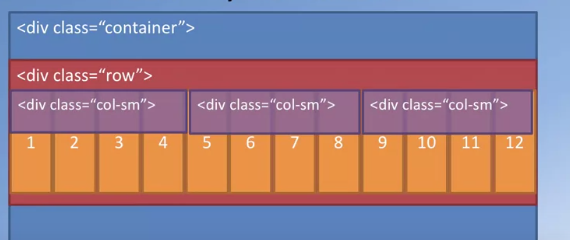 <div class=“container”>
<div class=“row”>
<div class=“col-sm”> <div class=“col-sm”> <div class=“col-sm”>
1 2 3 4 5 6 7 8 9 10 11 12